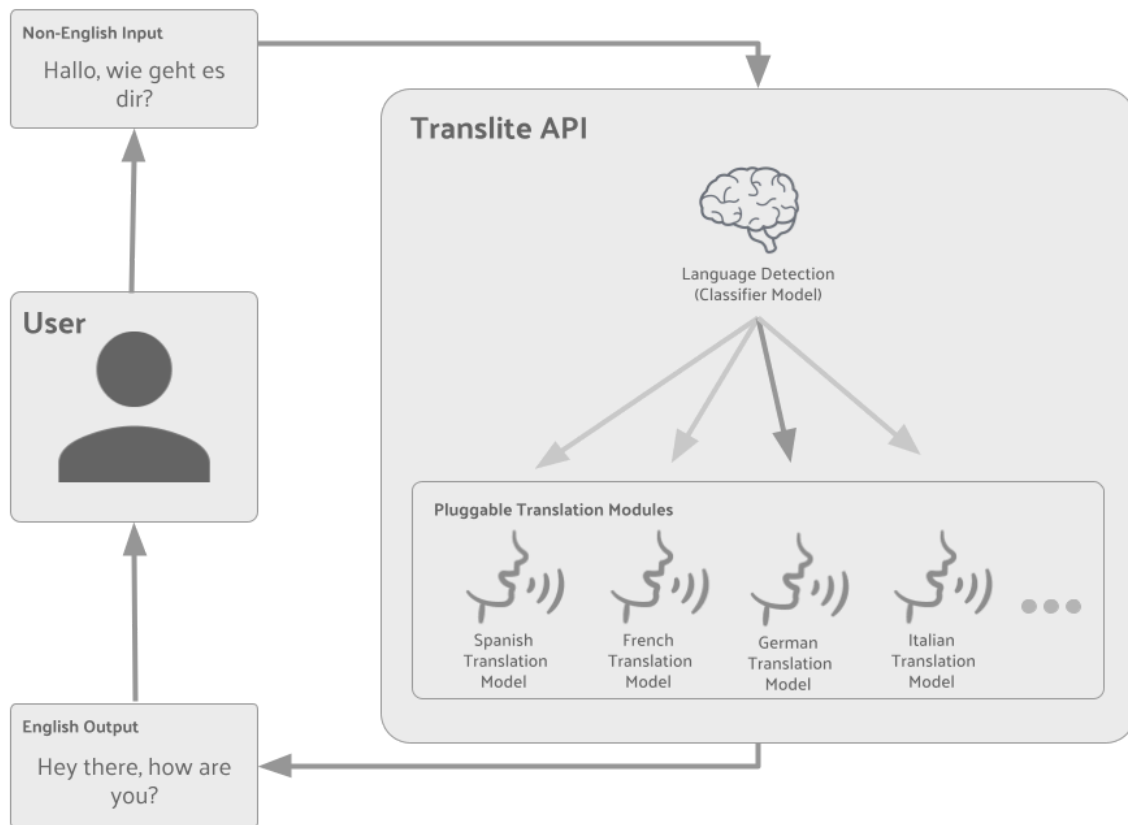 Non-English Input
Hallo, wie geht es
dir?
Translite API
Language Detection
(Classifier Model)
User
Pluggable Translation Modules
Spanish
Translation
Model
French
Translation
Model
German
Translation
Model
Italian
Translation
Model
English Output
Hey there, how are
you?